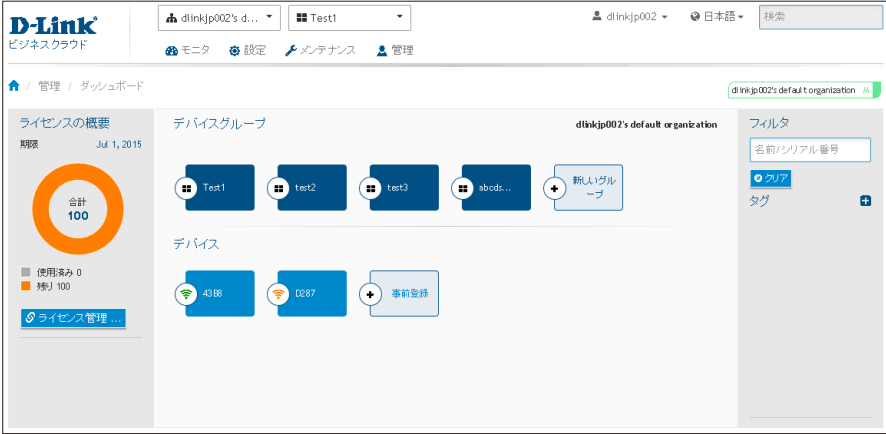 D-Link
ビジネスクラウド
dlinkjp002's d...
Test1
dlinkjp002
日本語
検索
モニタ
設定
メンテナンス
管理
/ 管理 / ダッシュボード
dlinkjp002's default organization
ライセンスの概要
期限 Jul 1, 2015
合計
100
使用済み 0
残り 100
ライセンス管理 ...
デバイスグループ
dlinkjp002's default organization
Test1
test2
test3
abcds...
新しいグル
ープ
デバイス
43B8
D287
事前登録
フィルタ
名前/シリアル番号
クリア
タグ